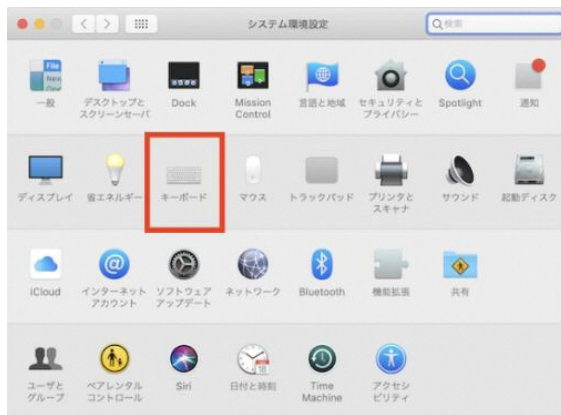 システム環境設定
検索
File
New
一般
デスクトップと
スクリーンセーバ
Dock
Mission
Control
言語と地域
セキュリティと
プライバシー
Spotlight
通知
ディスプレイ
省エネルギー
キーボード
マウス
トラックパッド
プリンタと
スキャナ
サウンド
起動ディスク
iCloud
インターネット
アカウント
ソフトウェア
アップデート
ネットワーク
Bluetooth
機能拡張
共有
ユーザと
グループ
ペアレンタル
コントロール
Siri
18
日付と時刻
Time
Machine
アクセシ
ビリティ